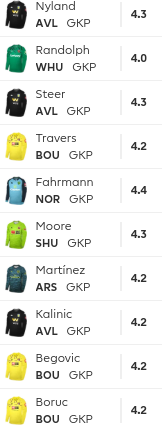 Nyland
AVL GKP
4.3
Randolph
WHU GKP
4.0
Steer
AVL GKP
4.3
Travers
BOU GKP
4.2
Fahrmann
NOR GKP
4.4
Moore
SHU GKP
4.3
Martínez
ARS GKP
4.2
Kalinic
AVL GKP
4.2
Begovic
BOU GKP
4.2
Boruc
BOU GKP
4.2